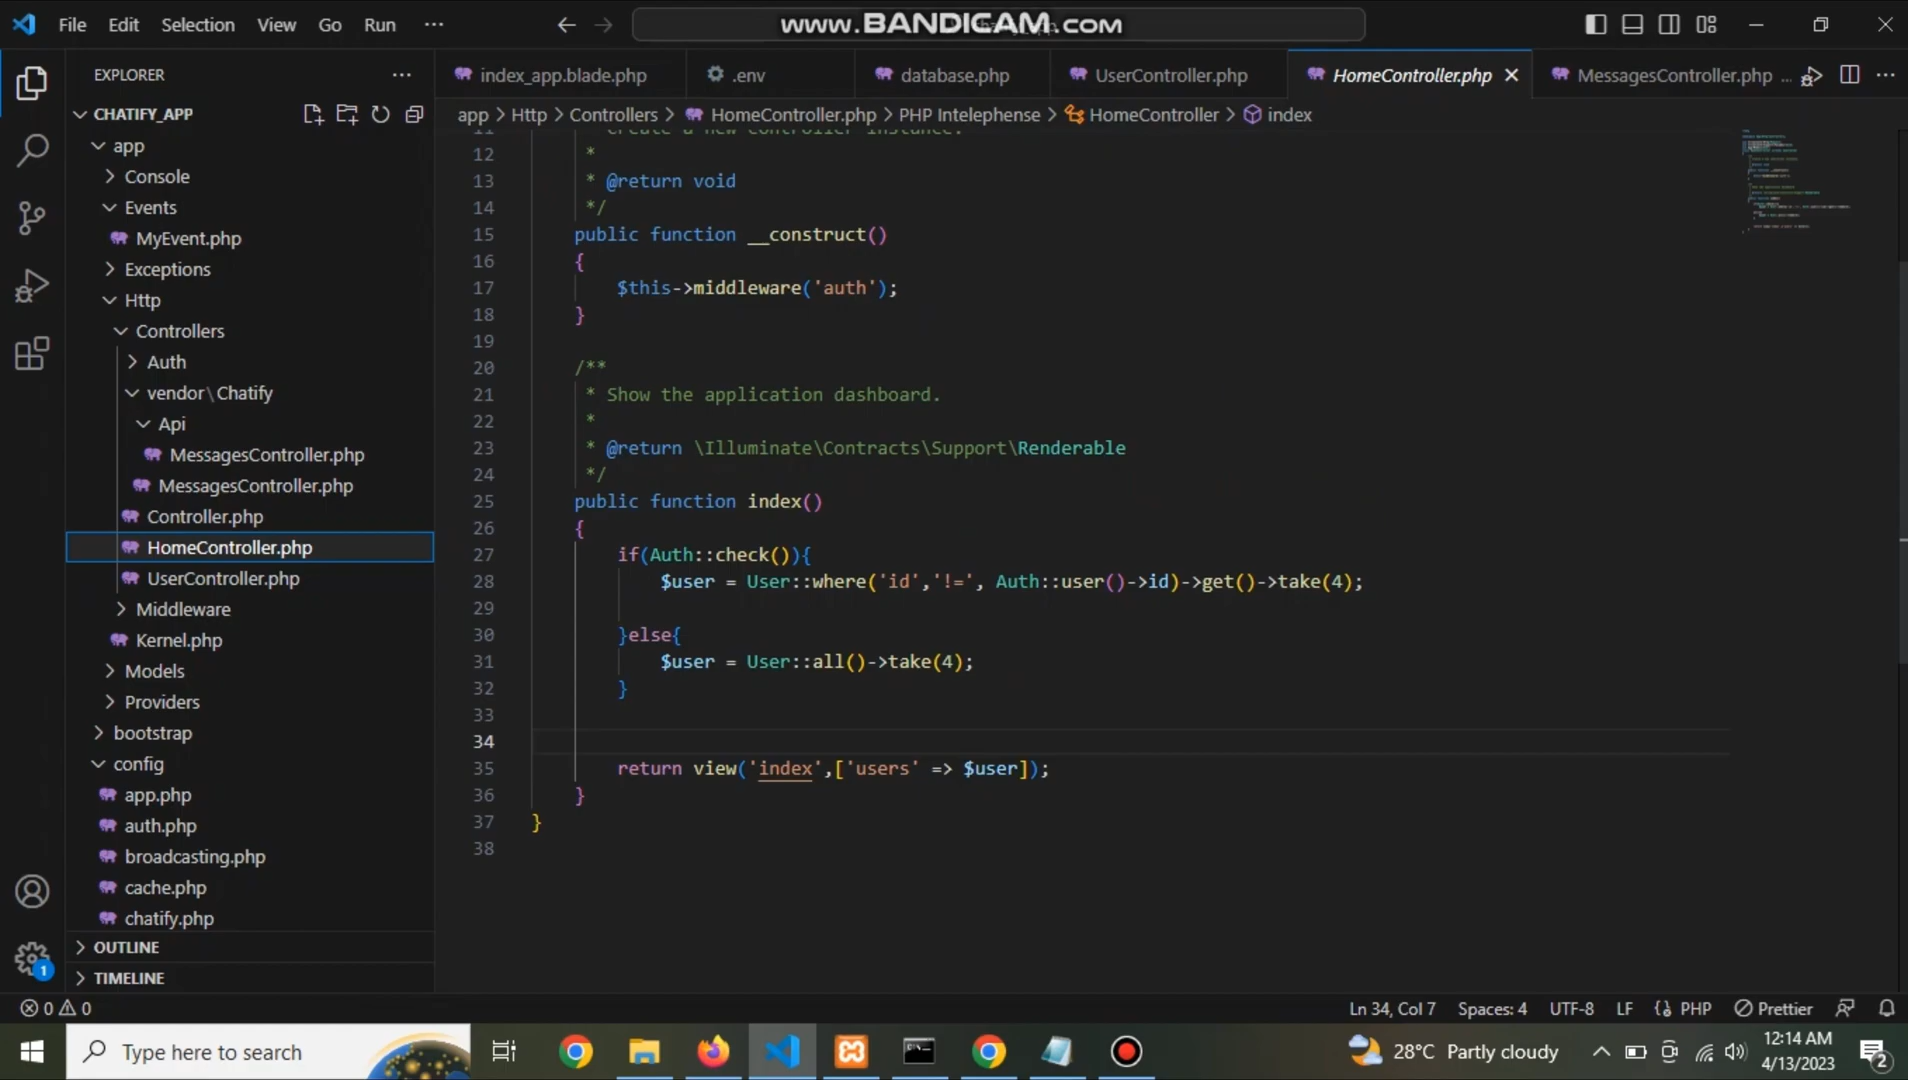 File Edit Selection View Go Run ...
www.BANDICAM.com
EXPLORER
CHATIFY_APP
app
Console
Events
MyEvent.php
Exceptions
Http
Controllers
Auth
vendor\Chatify
Api
MessagesController.php
MessagesController.php
Controller.php
HomeController.php
UserController.php
Middleware
Kernel.php
Models
Providers
bootstrap
config
app.php
auth.php
broadcasting.php
cache.php
chatify.php
OUTLINE
TIMELINE
index_app.blade.php .env database.php UserController.php HomeController.php MessagesController.php ...
app > Http > Controllers > HomeController.php > PHP Intelephense > HomeController > index
11 * Create a new controller instance.
12 *
13 * @return void
14 */
15 public function __construct()
16 {
17 $this->middleware('auth');
18 }
19
20 /**
21 * Show the application dashboard.
22 *
23 * @return \Illuminate\Contracts\Support\Renderable
24 */
25 public function index()
26 {
27 if(Auth::check()){
28 $user = User::where('id','!=', Auth::user()->id)->get()->take(4);
29
30 }else{
31 $user = User::all()->take(4);
32 }
33
34
35 return view('index',['users' => $user]);
36 }
37 }
38
1
0 0
Ln 34, Col 7 Spaces: 4 UTF-8 LF PHP Prettier
Type here to search
28°C Partly cloudy
12:14 AM
4/13/2023
2